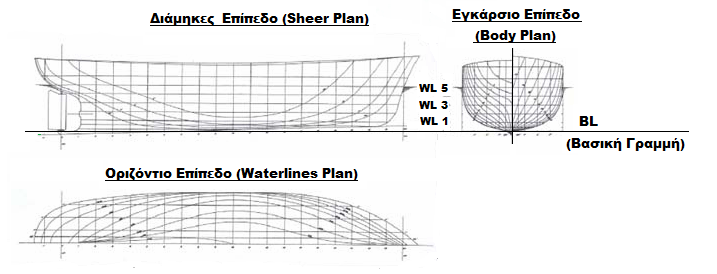 Διάμηκες Επίπεδο (Sheer Plan)
Εγκάρσιο Επίπεδο
(Body Plan)
WL 5
WL 3
WL 1
BL
(Βασική Γραμμή)
Οριζόντιο Επίπεδο (Waterlines Plan)